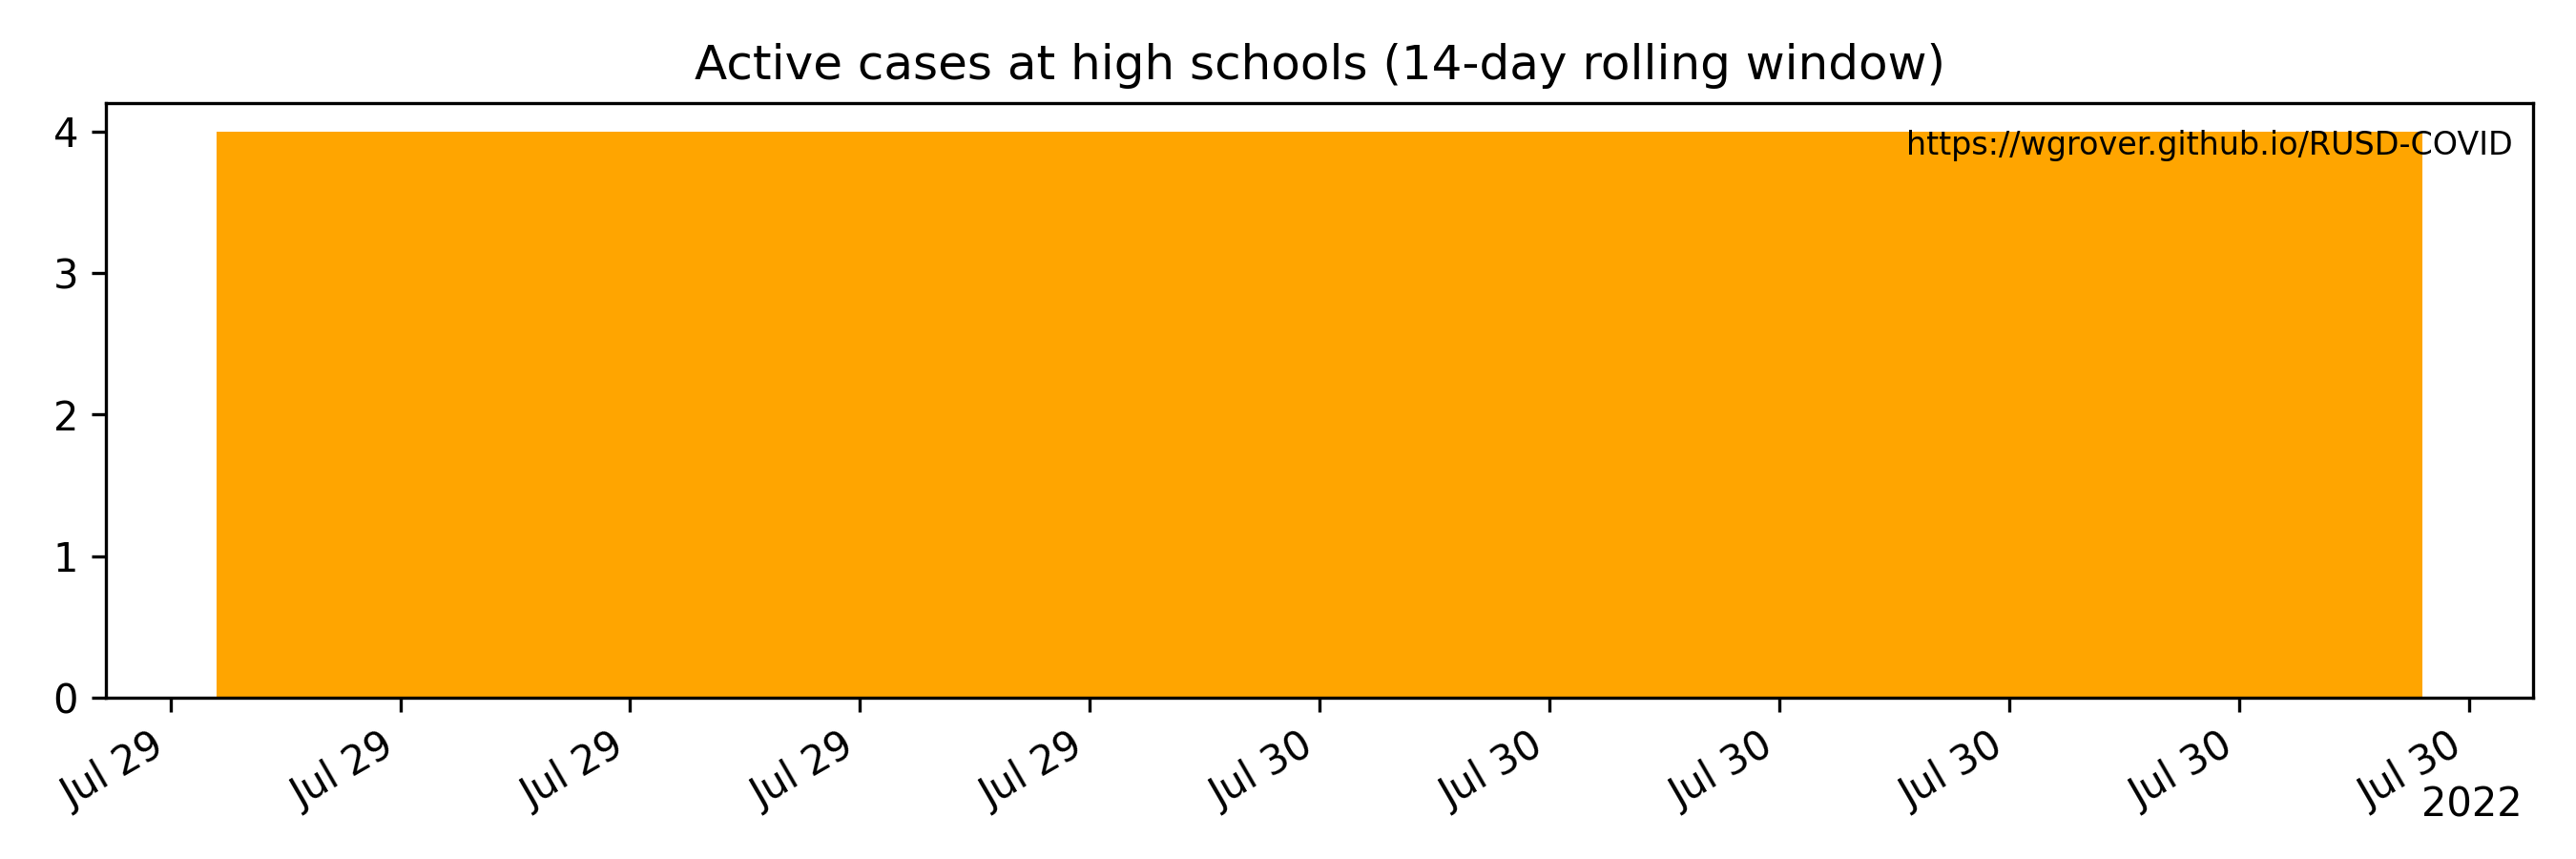 Active cases at high schools (14-day rolling window)
https://wgrover.github.io/RUSD-COVID
4
3
2
1
0
Jul 29
Jul 29
Jul 29
Jul 29
Jul 29
Jul 30
Jul 30
Jul 30
Jul 30
Jul 30
Jul 30
2022